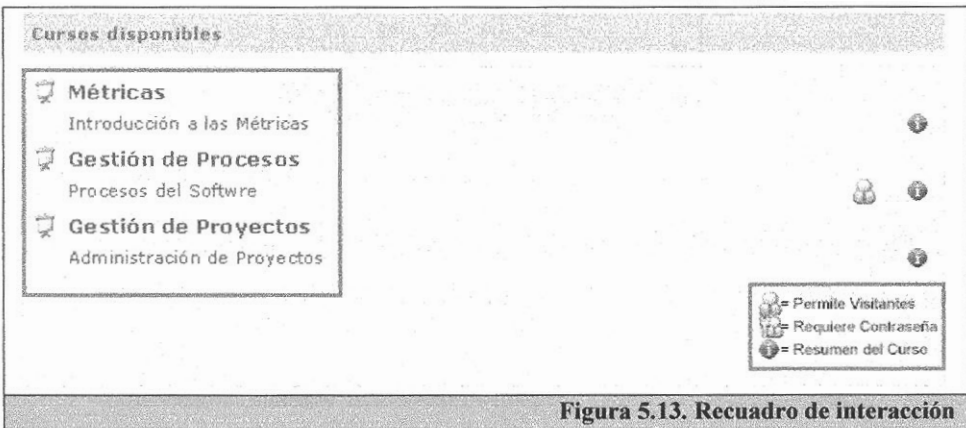 Cursos disponibles
Métricas
Introducción a las Métricas
Gestión de Procesos
Procesos del Softwre
Gestión de Proyectos
Administración de Proyectos
= Permite Visitantes
= Requiere Contraseña
= Resumen del Curso
Figura 5.13. Recuadro de interacción